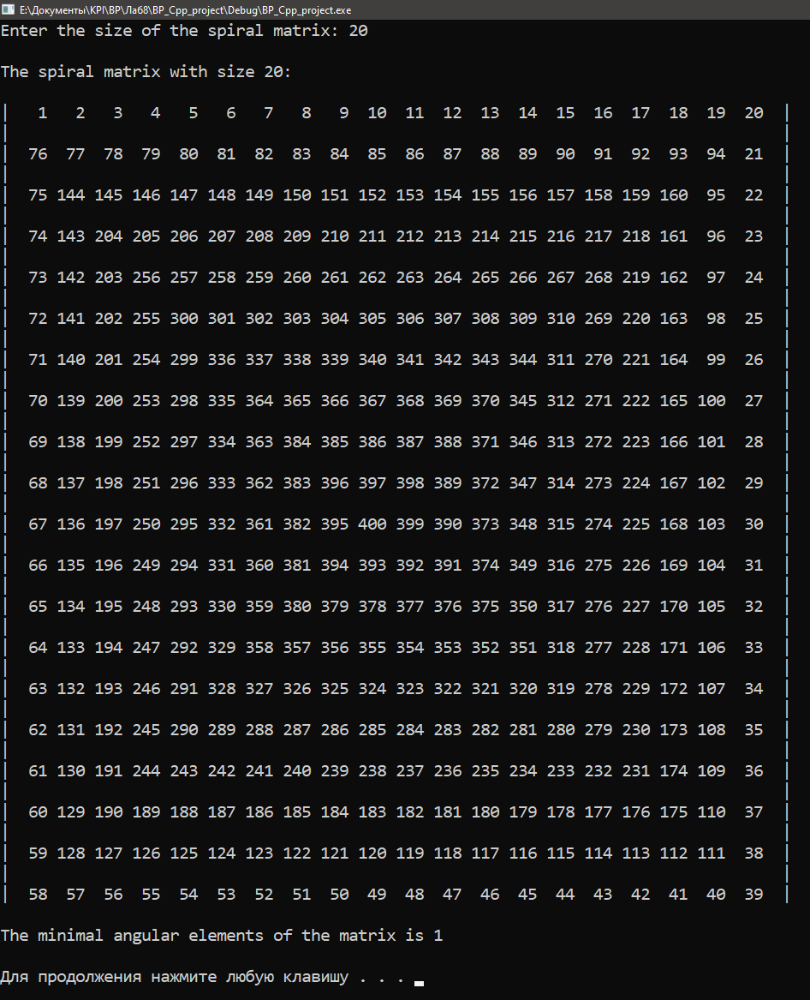 E:\Документы\KPI\BP\Лаб8\BP_Cpp_project\Debug\BP_Cpp_project.exe
Enter the size of the spiral matrix: 20
The spiral matrix with size 20:
| 1 2 3 4 5 6 7 8 9 10 11 12 13 14 15 16 17 18 19 20 |
| |
| 76 77 78 79 80 81 82 83 84 85 86 87 88 89 90 91 92 93 94 21 |
| |
| 75 144 145 146 147 148 149 150 151 152 153 154 155 156 157 158 159 160 95 22 |
| |
| 74 143 204 205 206 207 208 209 210 211 212 213 214 215 216 217 218 161 96 23 |
| |
| 73 142 203 256 257 258 259 260 261 262 263 264 265 266 267 268 219 162 97 24 |
| |
| 72 141 202 255 300 301 302 303 304 305 306 307 308 309 310 269 220 163 98 25 |
| |
| 71 140 201 254 299 336 337 338 339 340 341 342 343 344 311 270 221 164 99 26 |
| |
| 70 139 200 253 298 335 364 365 366 367 368 369 370 345 312 271 222 165 100 27 |
| |
| 69 138 199 252 297 334 363 384 385 386 387 388 371 346 313 272 223 166 101 28 |
| |
| 68 137 198 251 296 333 362 383 396 397 398 389 372 347 314 273 224 167 102 29 |
| |
| 67 136 197 250 295 332 361 382 395 400 399 390 373 348 315 274 225 168 103 30 |
| |
| 66 135 196 249 294 331 360 381 394 393 392 391 374 349 316 275 226 169 104 31 |
| |
| 65 134 195 248 293 330 359 380 379 378 377 376 375 350 317 276 227 170 105 32 |
| |
| 64 133 194 247 292 329 358 357 356 355 354 353 352 351 318 277 228 171 106 33 |
| |
| 63 132 193 246 291 328 327 326 325 324 323 322 321 320 319 278 229 172 107 34 |
| |
| 62 131 192 245 290 289 288 287 286 285 284 283 282 281 280 279 230 173 108 35 |
| |
| 61 130 191 244 243 242 241 240 239 238 237 236 235 234 233 232 231 174 109 36 |
| |
| 60 129 190 189 188 187 186 185 184 183 182 181 180 179 178 177 176 175 110 37 |
| |
| 59 128 127 126 125 124 123 122 121 120 119 118 117 116 115 114 113 112 111 38 |
| |
| 58 57 56 55 54 53 52 51 50 49 48 47 46 45 44 43 42 41 40 39 |
The minimal angular elements of the matrix is 1
Для продолжения нажмите любую клавишу . . .